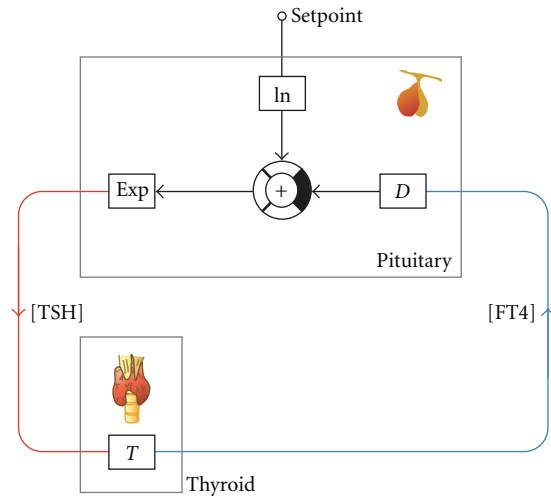 Setpoint
ln
Exp
+
D
Pituitary
[TSH]
[FT4]
T
Thyroid